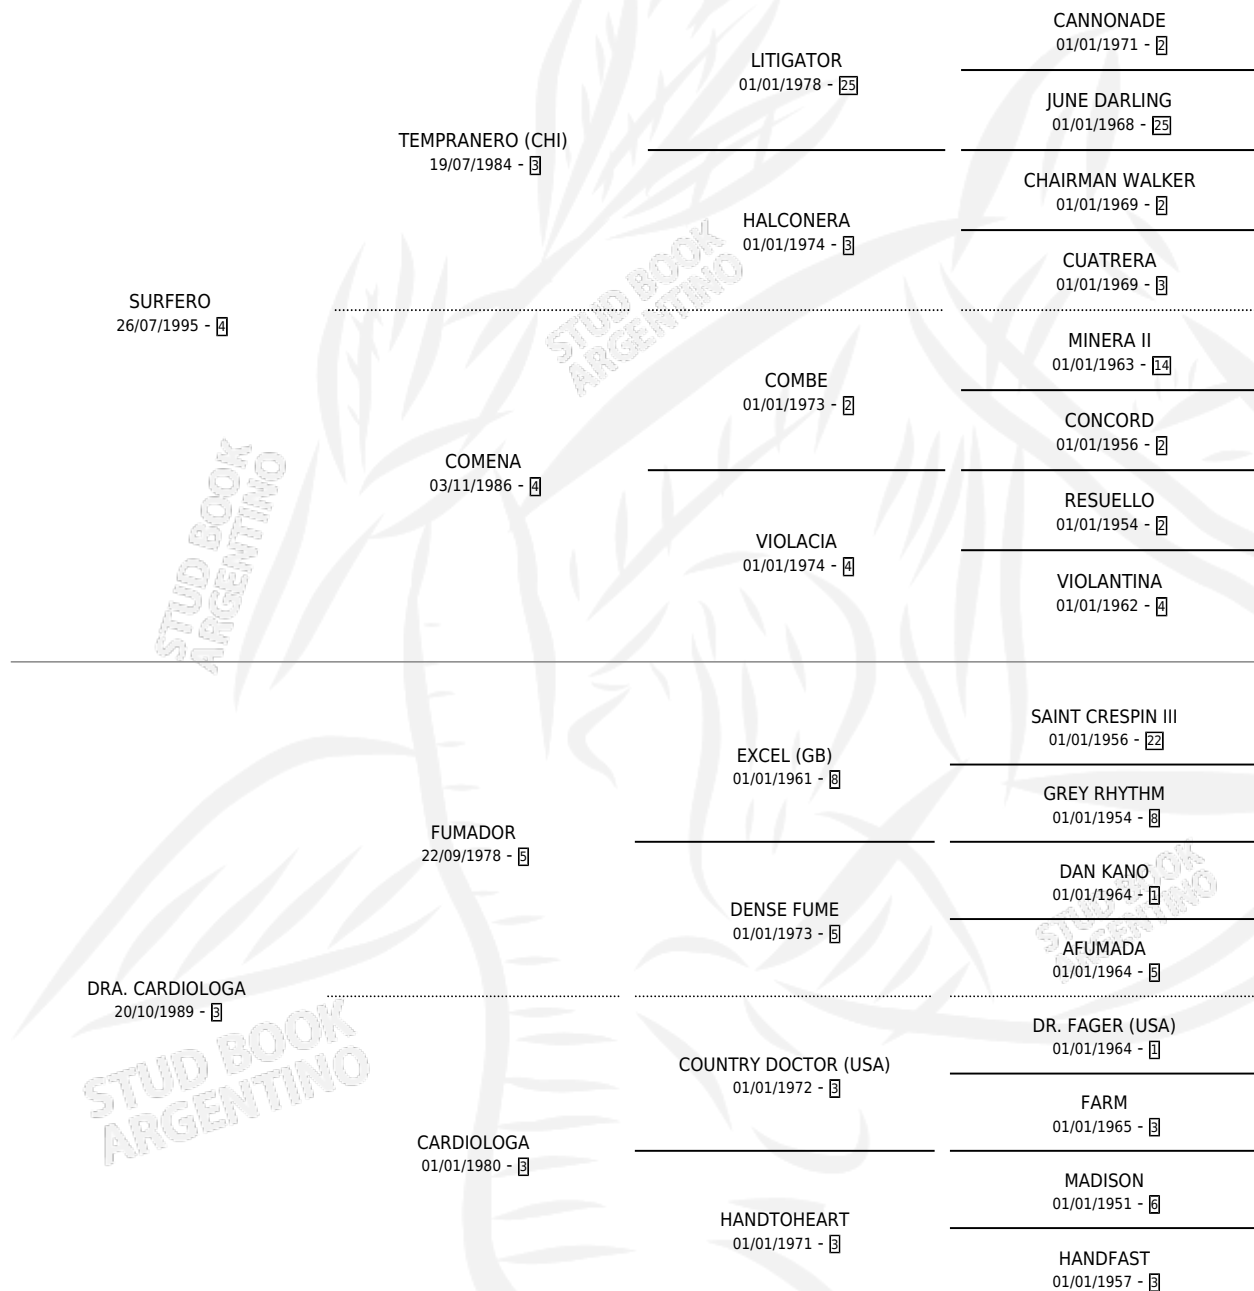 CANNONADE
01/01/1971 - 2
LITIGATOR
01/01/1978 - 25
JUNE DARLING
01/01/1968 - 25
TEMPRANERO (CHI)
19/07/1984 - 3
CHAIRMAN WALKER
01/01/1969 - 2
HALCONERA
01/01/1974 - 3
CUATRERA
01/01/1969 - 3
SURFERO
26/07/1995 - 4
MINERA II
01/01/1963 - 14
COMBE
01/01/1973 - 2
CONCORD
01/01/1956 - 2
COMENA
03/11/1986 - 4
RESUELLO
01/01/1954 - 2
VIOLACIA
01/01/1974 - 4
VIOLANTINA
01/01/1962 - 4
STUD BOOK
ARGENTINO
STUD BOOK
ARGENTINO
SAINT CRESPIN III
01/01/1956 - 22
EXCEL (GB)
01/01/1961 - 8
GREY RHYTHM
01/01/1954 - 8
FUMADOR
22/09/1978 - 5
DAN KANO
01/01/1964 - 1
DENSE FUME
01/01/1973 - 5
AFUMADA
01/01/1964 - 5
DRA. CARDIOLOGA
20/10/1989 - 3
DR. FAGER (USA)
01/01/1964 - 1
COUNTRY DOCTOR (USA)
01/01/1972 - 3
FARM
01/01/1965 - 3
CARDIOLOGA
01/01/1980 - 3
MADISON
01/01/1951 - 6
HANDTOHEART
01/01/1971 - 3
HANDFAST
01/01/1957 - 3
STUD BOOK
ARGENTINO
STUD BOOK
ARGENTINO